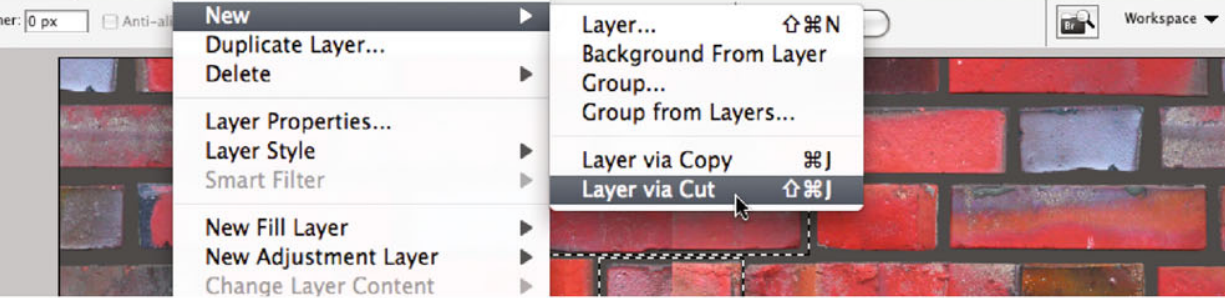 her: 0 px Anti-ali
Workspace
New
Duplicate Layer...
Delete
Layer Properties...
Layer Style
Smart Filter
New Fill Layer
New Adjustment Layer
Change Layer Content
Layer... ⇧⌘N
Background From Layer
Group...
Group from Layers...
Layer via Copy ⌘J
Layer via Cut ⇧⌘J
Br